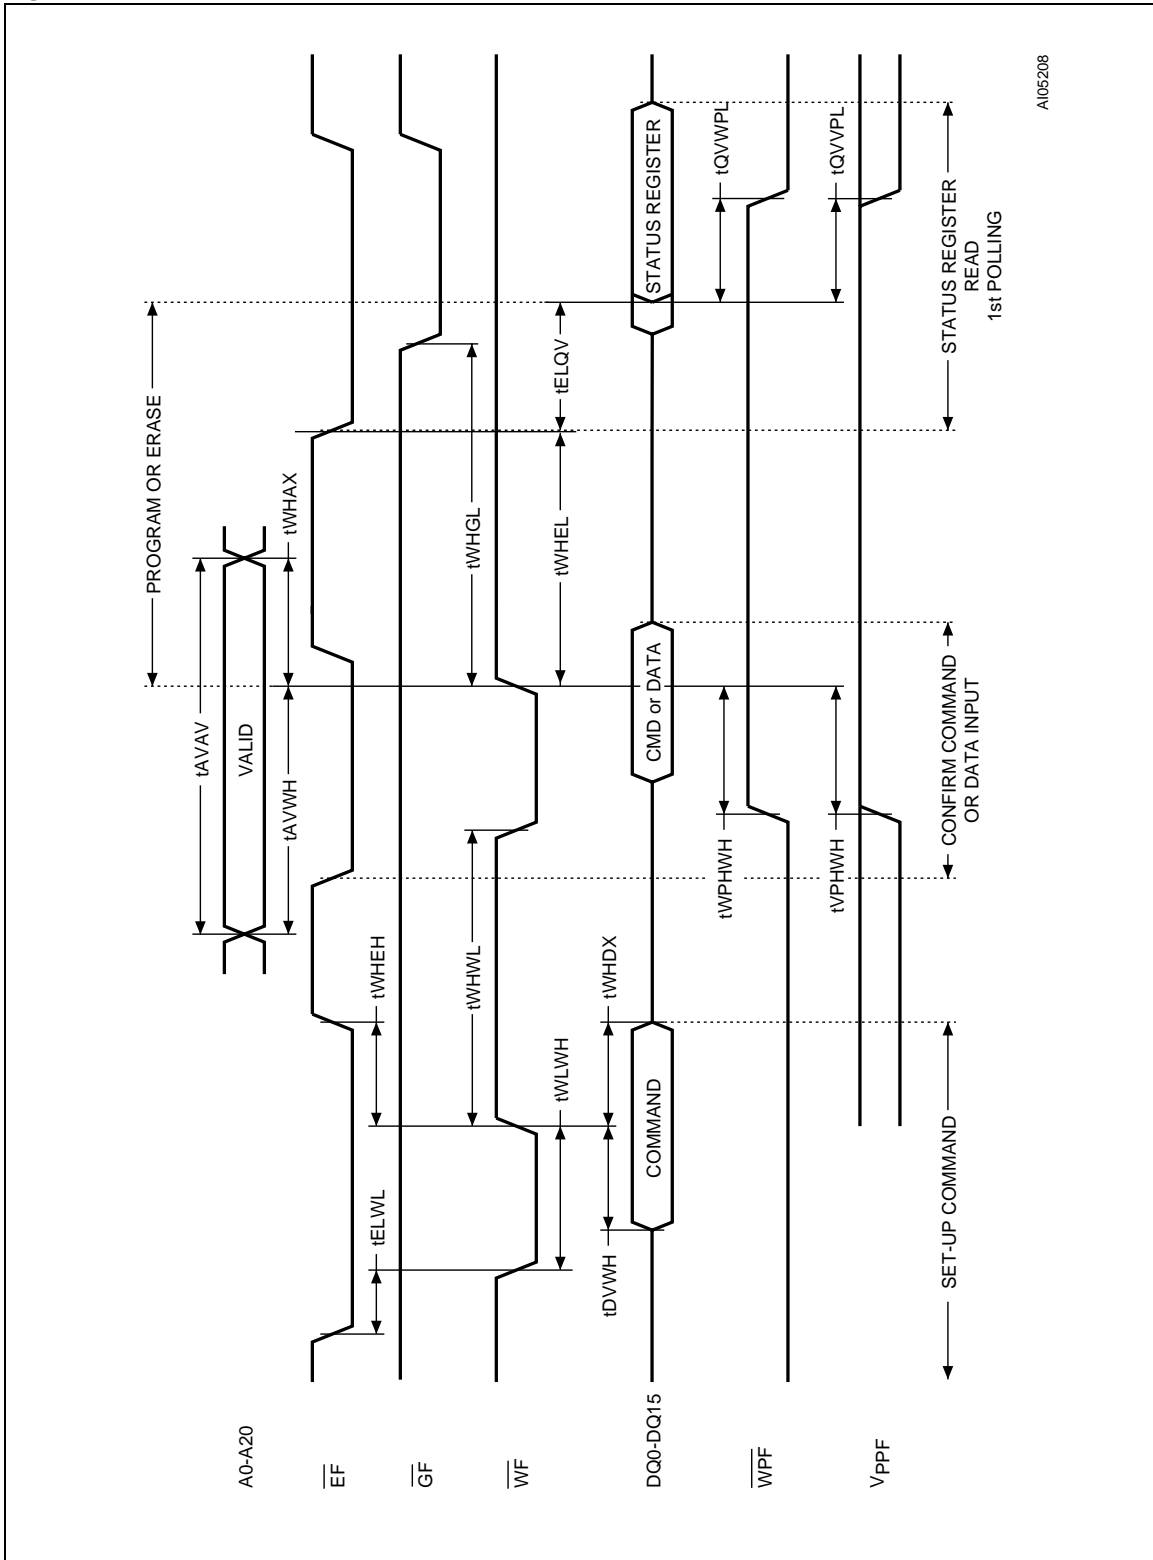 A0-A20
VALID
tAVAV
tAVWH
tWHAX
PROGRAM OR ERASE
EF
tELWL
tWHEH
GF
tWHWL
tWHGL
WF
tWLWH
tWHEL
tELQV
tDVWH
tWHDX
DQ0-DQ15
COMMAND
CMD or DATA
STATUS REGISTER
WPF
tWPHWH
tQVWPL
VPPF
tVPHWH
tQVVPL
SET-UP COMMAND
CONFIRM COMMAND
OR DATA INPUT
STATUS REGISTER
READ
1st POLLING
AI05208